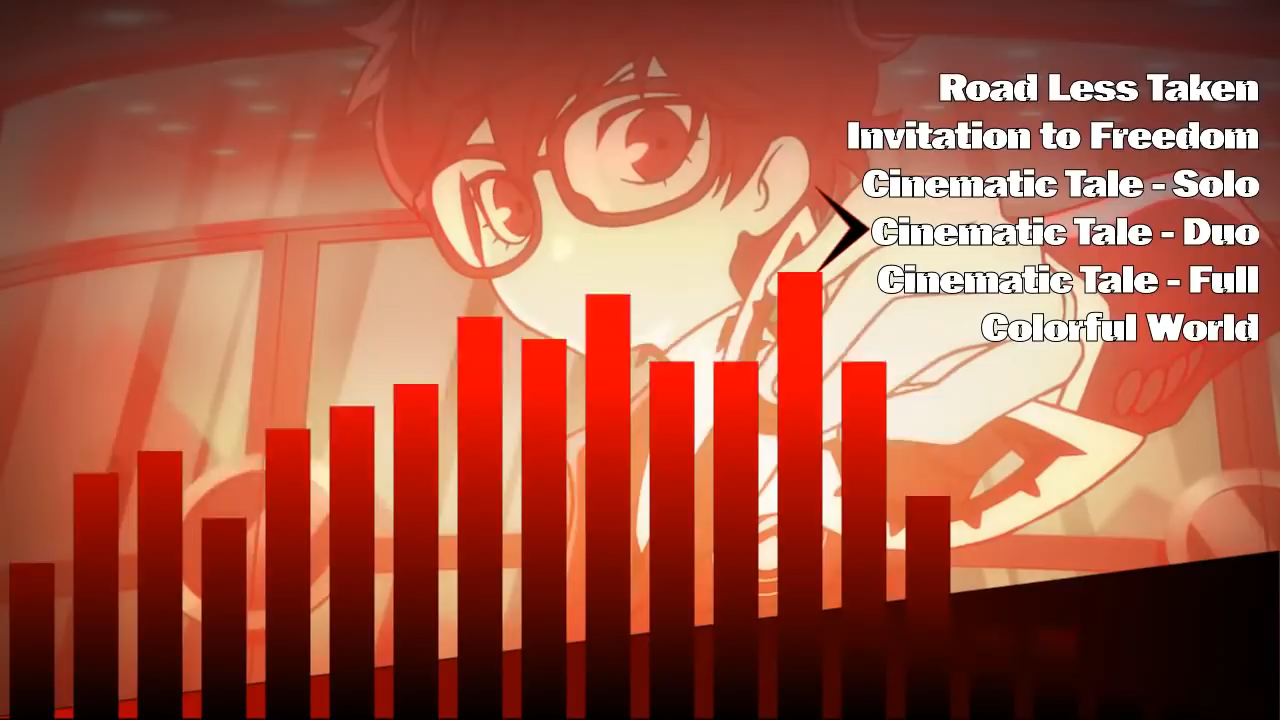 Road Less Taken
Invitation to Freedom
Cinematic Tale - Solo
Cinematic Tale - Duo
Cinematic Tale - Full
Colorful World